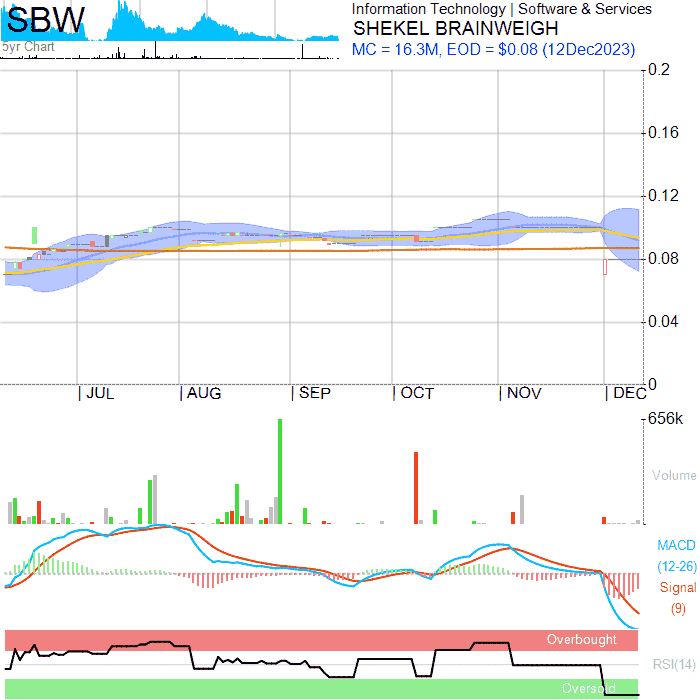 SBW
5yr Chart
Information Technology | Software & Services
SHEKEL BRAINWEIGH
MC = 16.3M, EOD = $0.08 (12Dec2023)
0.2
0.16
0.12
0.08
0.04
0
| JUL | AUG | SEP | OCT | NOV | DEC
656k
Volume
MACD
(12-26)
Signal
(9)
Overbought
RSI(14)
Oversold